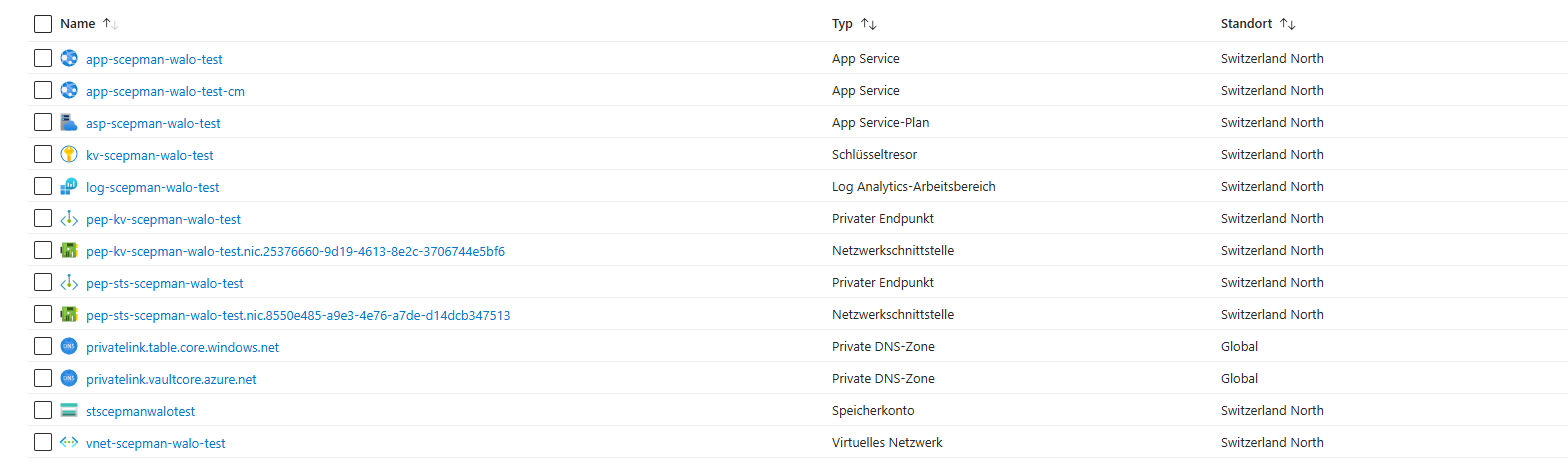 Name ↑↓ Typ ↑↓ Standort ↑↓
app-scepman-walo-test App Service Switzerland North
app-scepman-walo-test-cm App Service Switzerland North
asp-scepman-walo-test App Service-Plan Switzerland North
kv-scepman-walo-test Schlüsseltresor Switzerland North
log-scepman-walo-test Log Analytics-Arbeitsbereich Switzerland North
pep-kv-scepman-walo-test Privater Endpunkt Switzerland North
pep-kv-scepman-walo-test.nic.25376660-9d19-4613-8e2c-3706744e5bf6 Netzwerkschnittstelle Switzerland North
pep-sts-scepman-walo-test Privater Endpunkt Switzerland North
pep-sts-scepman-walo-test.nic.8550e485-a9e3-4e76-a7de-d14dcb347513 Netzwerkschnittstelle Switzerland North
DNS privatelink.table.core.windows.net Private DNS-Zone Global
DNS privatelink.vaultcore.azure.net Private DNS-Zone Global
stscepmanwalotest Speicherkonto Switzerland North
vnet-scepman-walo-test Virtuelles Netzwerk Switzerland North